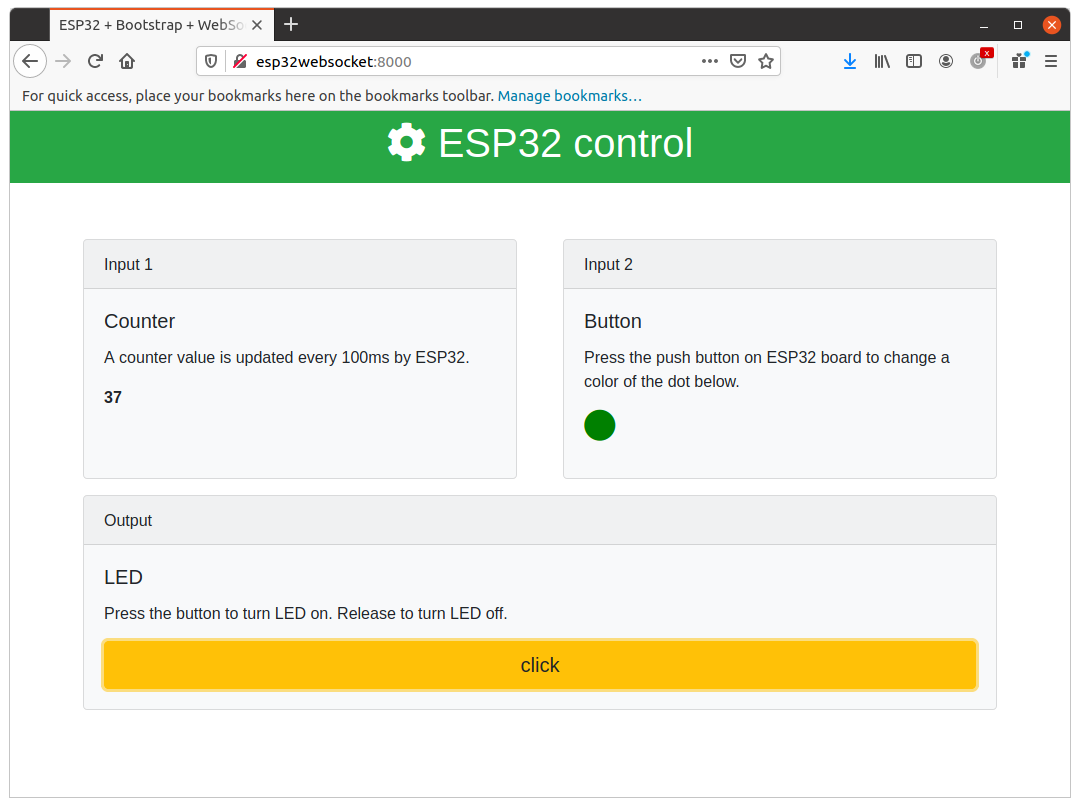 ESP32 + Bootstrap + WebSo
esp32websocket:8000
x
For quick access, place your bookmarks here on the bookmarks toolbar. Manage bookmarks…
ESP32 control
Input 1
Counter
A counter value is updated every 100ms by ESP32.
37
Input 2
Button
Press the push button on ESP32 board to change a
color of the dot below.
Output
LED
Press the button to turn LED on. Release to turn LED off.
click